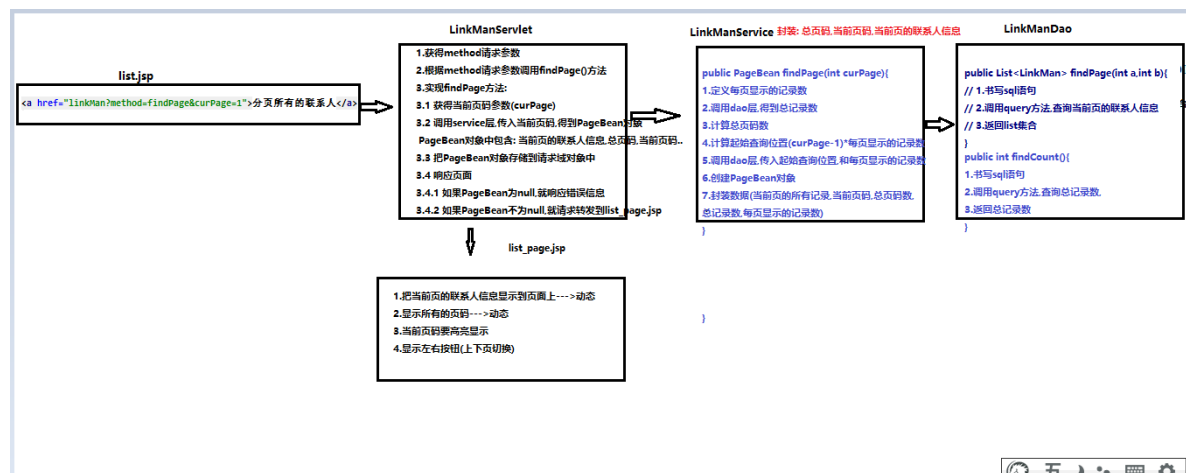 list.jsp
<a href="linkMan?method=findPage&curPage=1">分页所有的联系人</a>
LinkManServlet
1.获得method请求参数
2.根据method请求参数调用findPage()方法
3.实现findPage方法:
3.1 获得当前页码参数(curPage)
3.2 调用service层,传入当前页码,得到PageBean对象
PageBean对象中包含: 当前页的联系人信息,总页码,当前页码..
3.3 把PageBean对象存储到请求域对象中
3.4 响应页面
3.4.1 如果PageBean为null,就响应错误信息
3.4.2 如果PageBean不为null,就请求转发到list_page.jsp
list_page.jsp
1.把当前页的联系人信息显示到页面上--->动态
2.显示所有的页码--->动态
3.当前页码要高亮显示
4.显示左右按钮(上下页切换)
LinkManService 封装: 总页码,当前页码,当前页的联系人信息
public PageBean findPage(int curPage){
1.定义每页显示的记录数
2.调用dao层,得到总记录数
3.计算总页码数
4.计算起始查询位置(curPage-1)*每页显示的记录数
5.调用dao层,传入起始查询位置,和每页显示的记录数
6.创建PageBean对象
7.封装数据(当前页的所有记录,当前页码,总页码数,
总记录数,每页显示的记录数)
}
}
LinkManDao
public List<LinkMan> findPage(int a,int b){
// 1.书写sql语句
// 2.调用query方法,查询当前页的联系人信息
// 3.返回list集合
}
public int findCount(){
1.书写sql语句
2.调用query方法,查询总记录数,
3.返回总记录数
}
五